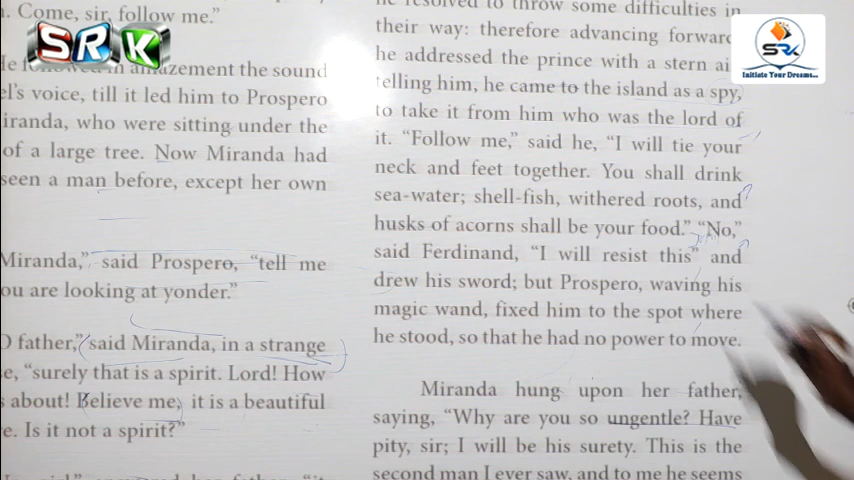 . Come, sir, follow me."
SRK
in amazement the sound
el's voice, till it led him to Prospero
iranda, who were sitting under the
of a large tree. Now Miranda had
seen a man before, except her own
Miranda," said Prospero, "tell me
ou are looking at yonder."
O father," said Miranda, in a strange
e, "surely that is a spirit. Lord! How
about! Believe me, it is a beautiful
e. Is it not a spirit?"
he resolved to throw some difficulties in
their way: therefore advancing forward
he addressed the prince with a stern ai
telling him, he came to the island as a spy,
to take it from him who was the lord of
it. "Follow me," said he, "I will tie your
neck and feet together. You shall drink
sea-water; shell-fish, withered roots, and
husks of acorns shall be your food." "No,"
said Ferdinand, "I will resist this" and
drew his sword; but Prospero, waving his
magic wand, fixed him to the spot where
he stood, so that he had no power to move.
Miranda hung upon her father,
saying, "Why are you so ungentle? Have
pity, sir; I will be his surety. This is the
second man I ever saw, and to me he seems
SRK
Initiate Your Dreams...